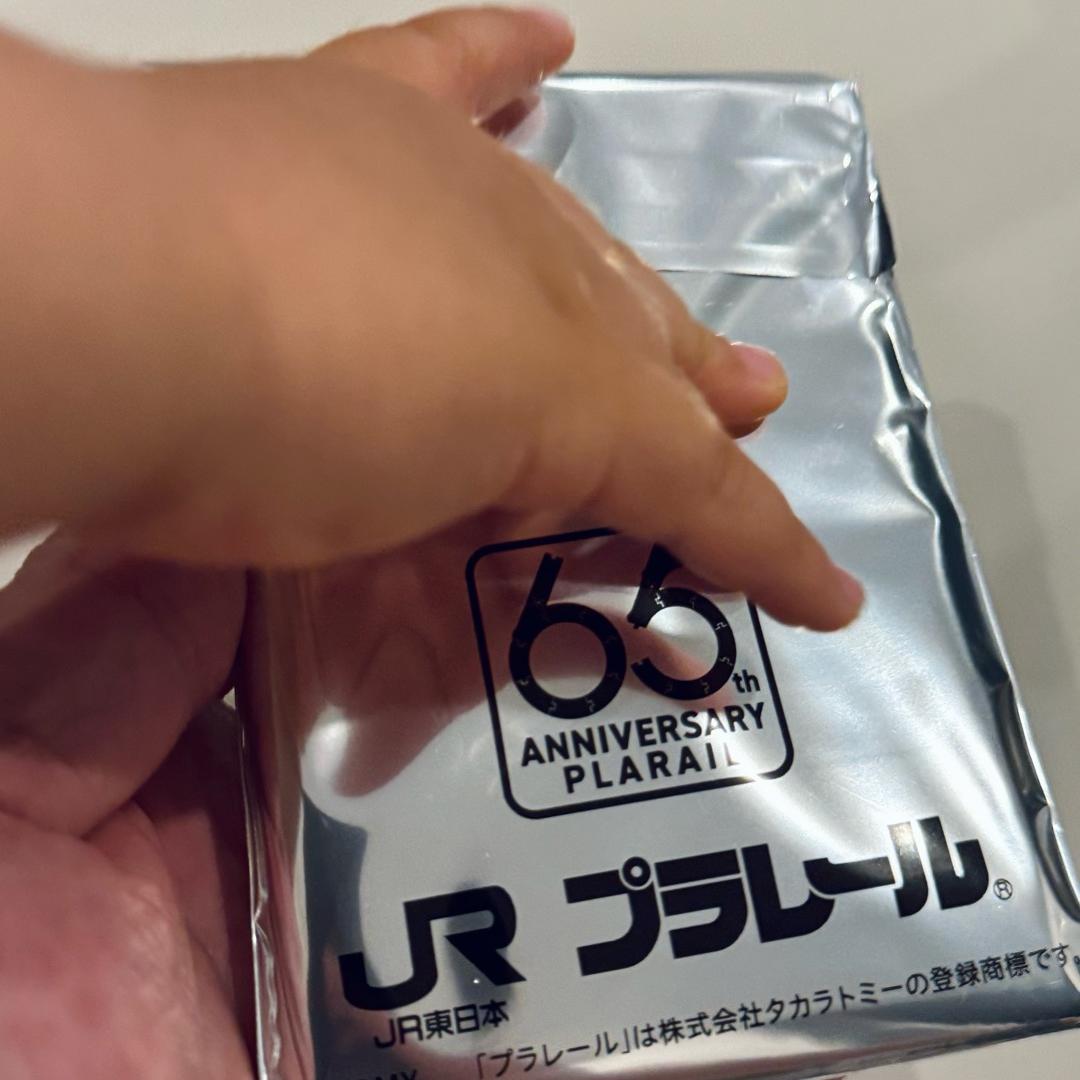 65th
ANNIVERSARY
PLARAIL
JR プラレール®
JR東日本
「プラレール」は株式会社タカラトミーの登録商標です。